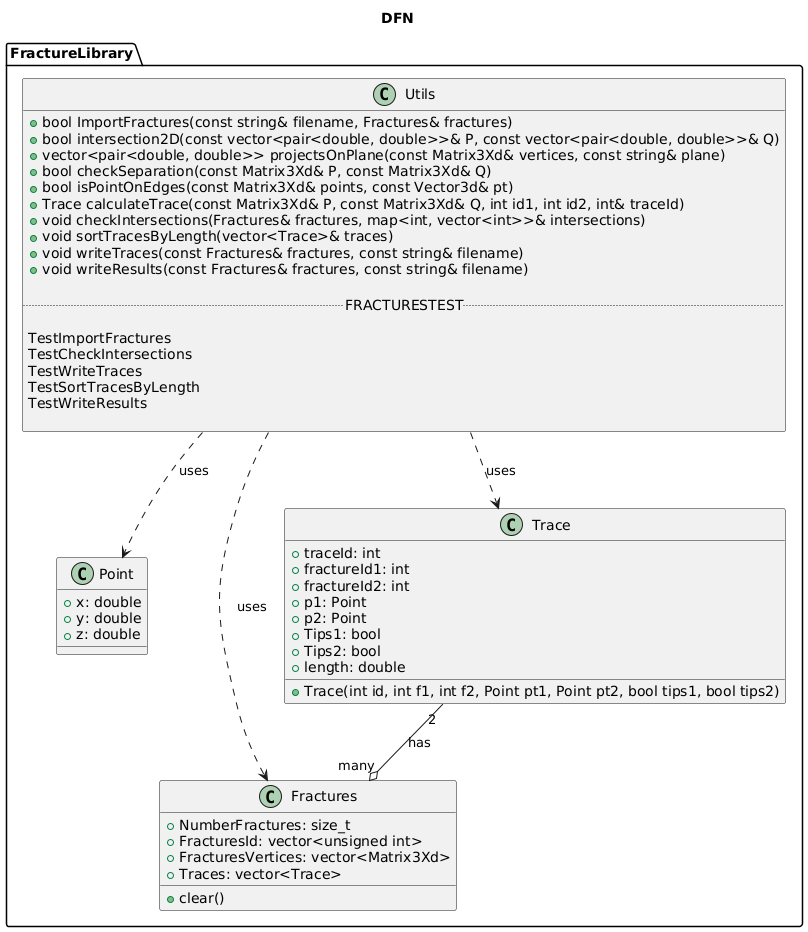 DFN
FractureLibrary
C Utils
bool ImportFractures(const string& filename, Fractures& fractures)
bool intersection2D(const vector<pair<double, double>>& P, const vector<pair<double, double>>& Q)
vector<pair<double, double>> projectsOnPlane(const Matrix3Xd& vertices, const string& plane)
bool checkSeparation(const Matrix3Xd& P, const Matrix3Xd& Q)
bool isPointOnEdges(const Matrix3Xd& points, const Vector3d& pt)
Trace calculateTrace(const Matrix3Xd& P, const Matrix3Xd& Q, int id1, int id2, int& traceId)
void checkIntersections(Fractures& fractures, map<int, vector<int>>& intersections)
void sortTracesByLength(vector<Trace>& traces)
void writeTraces(const Fractures& fractures, const string& filename)
void writeResults(const Fractures& fractures, const string& filename)
FRACTURESTEST
TestImportFractures
TestCheckIntersections
TestWriteTraces
TestSortTracesByLength
TestWriteResults
uses
uses
uses
C Point
x: double
y: double
z: double
C Trace
traceId: int
fractureId1: int
fractureId2: int
p1: Point
p2: Point
Tips1: bool
Tips2: bool
length: double
Trace(int id, int f1, int f2, Point pt1, Point pt2, bool tips1, bool tips2)
2
has
many
C Fractures
NumberFractures: size_t
FracturesId: vector<unsigned int>
FracturesVertices: vector<Matrix3Xd>
Traces: vector<Trace>
clear()